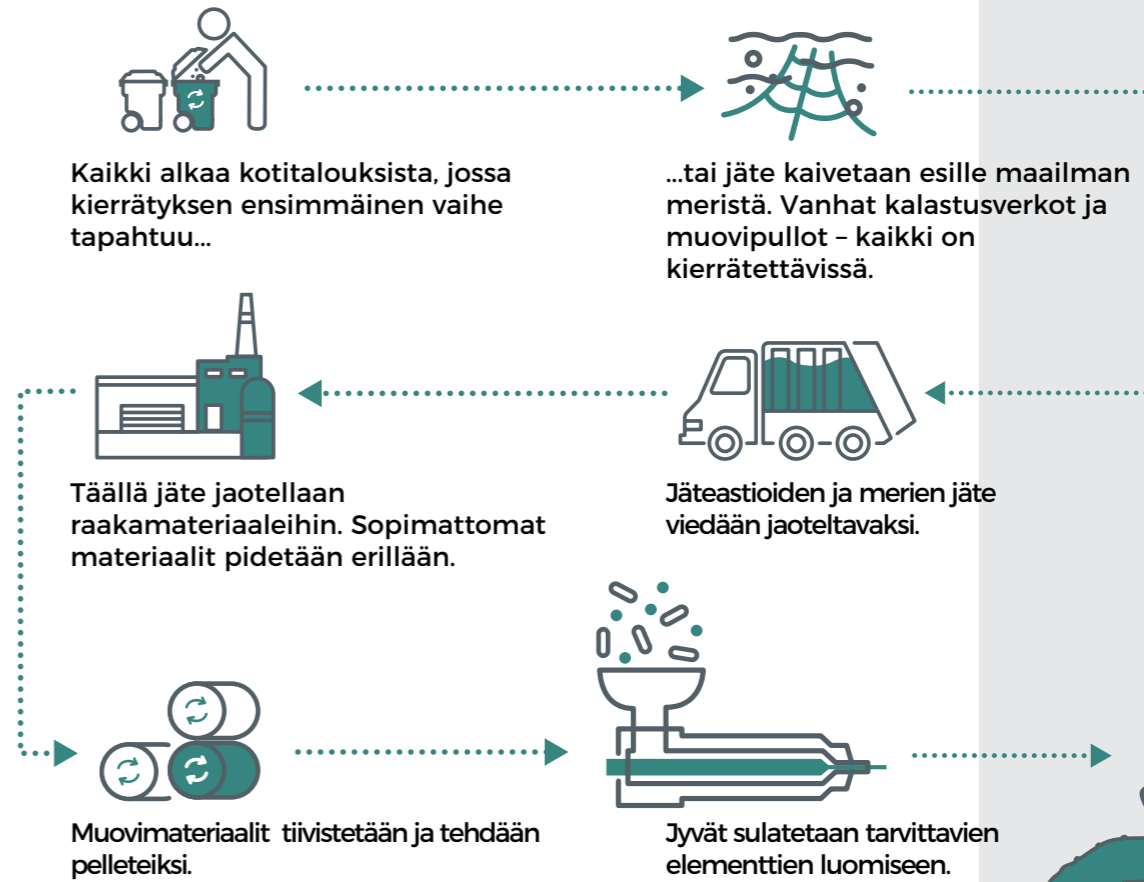 Kaikki alkaa kotitalouksista, jossa
kierrätyksen ensimmäinen vaihe
tapahtuu...
...tai jäte kaivetaan esille maailman
meristä. Vanhat kalastusverkot ja
muovipullot – kaikki on
kierrätettävissä.
Täällä jäte jaotellaan
raakamateriaaleihin. Sopimattomat
materiaalit pidetään erillään.
Jäteastioiden ja merien jäte
viedään jaoteltavaksi.
Muovimateriaalit tiivistetään ja tehdään
pelleteiksi.
Jyvät sulatetaan tarvittavien
elementtien luomiseen.